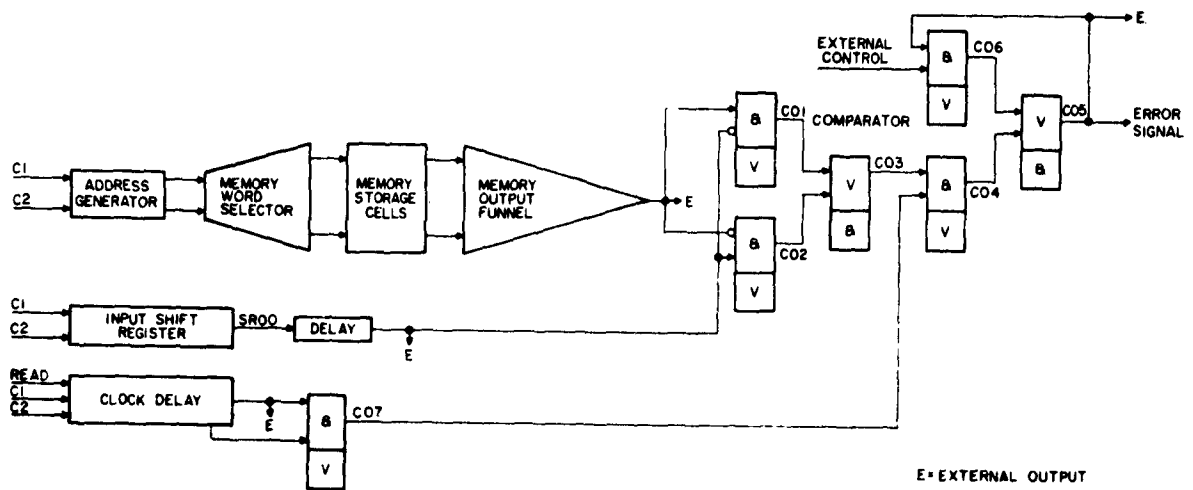 E
EXTERNAL
CONTROL
&
CO6
V
V
CO5
ERROR
SIGNAL
&
&
CO1
COMPARATOR
V
C1
C2
ADDRESS
GENERATOR
MEMORY
WORD
SELECTOR
MEMORY
STORAGE
CELLS
MEMORY
OUTPUT
FUNNEL
E
V
CO3
&
&
CO4
V
&
CO2
V
C1
C2
INPUT SHIFT
REGISTER
SR00
DELAY
E
READ
C1
C2
CLOCK DELAY
E
&
CO7
V
E= EXTERNAL OUTPUT